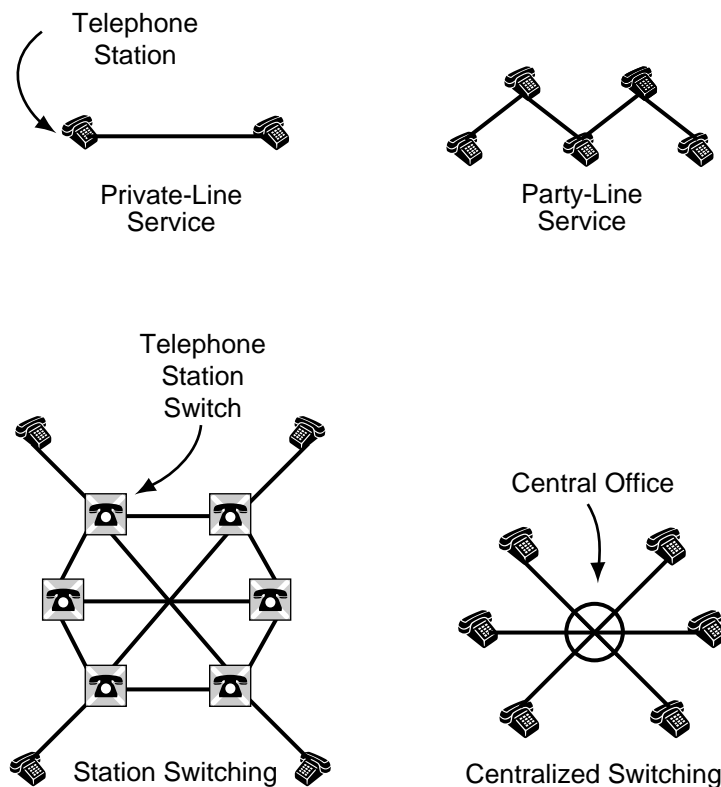 Telephone
Station
Private-Line
Service
Party-Line
Service
Telephone
Station
Switch
Central Office
Station Switching
Centralized Switching